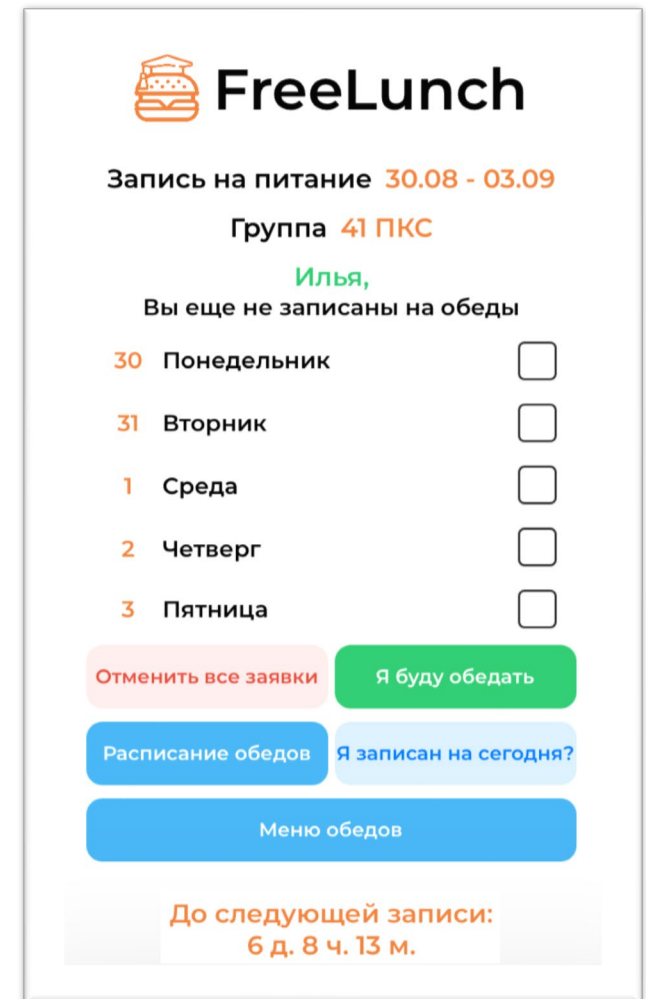 FreeLunch
Запись на питание 30.08 - 03.09
Группа 41 ПКС
Илья,
Вы еще не записаны на обеды
30 Понедельник
31 Вторник
1 Среда
2 Четверг
3 Пятница
Отменить все заявки
Я буду обедать
Расписание обедов
Я записан на сегодня?
Меню обедов
До следующей записи:
6 д. 8 ч. 13 м.